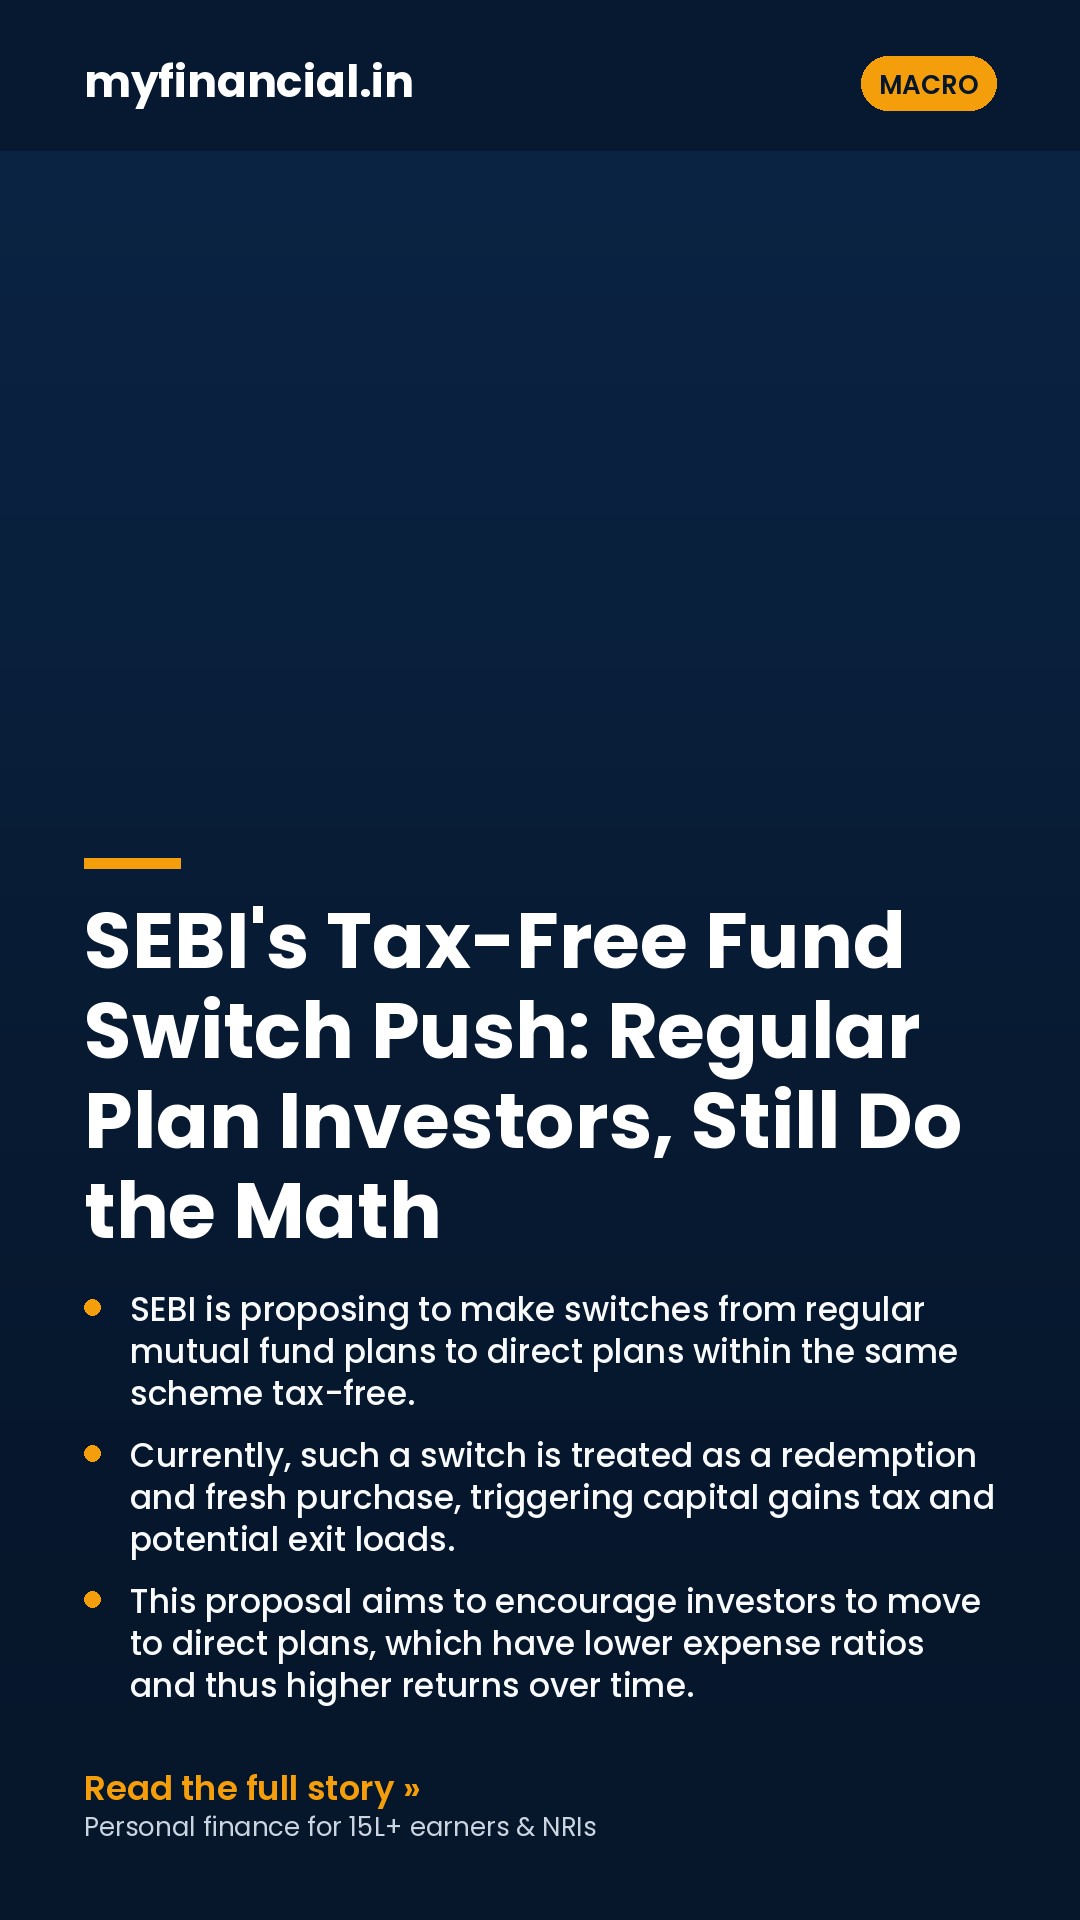 myfinancial.in
MACRO
SEBI's Tax-Free Fund
Switch Push: Regular
Plan Investors, Still Do
the Math
SEBI is proposing to make switches from regular
mutual fund plans to direct plans within the same
scheme tax-free.
Currently, such a switch is treated as a redemption
and fresh purchase, triggering capital gains tax and
potential exit loads.
This proposal aims to encourage investors to move
to direct plans, which have lower expense ratios
and thus higher returns over time.
Read the full story »
Personal finance for 15L+ earners & NRIs